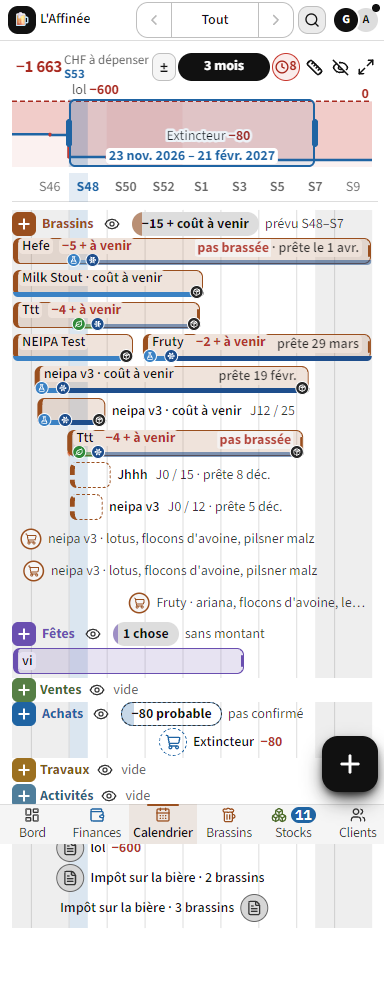 L'Affinée
Tout
G
A
−1 663
CHF à dépenser
S53
±
3 mois
8
lol −600
0
Extincteur −80
23 nov. 2026 – 21 févr. 2027
S46 S48 S50 S52 S1 S3 S5 S7 S9
Brassins −15 + coût à venir prévu S48–S7
Hefe −5 + à venir pas brassée · prête le 1 avr.
Milk Stout · coût à venir
Ttt −4 + à venir
NEIPA Test Fruty −2 + à venir prête 29 mars
neipa v3 · coût à venir prête 19 févr.
neipa v3 · coût à venir J12 / 25
Ttt −4 + à venir pas brassée
Jhhh J0 / 15 · prête 8 déc.
neipa v3 J0 / 12 · prête 5 déc.
neipa v3 · lotus, flocons d'avoine, pilsner malz
neipa v3 · lotus, flocons d'avoine, pilsner malz
Fruty · ariana, flocons d'avoine, le…
Fêtes 1 chose sans montant
vi
Ventes vide
Achats −80 probable pas confirmé
Extincteur −80
Travaux vide
Activités vide
Bord Finances Calendrier Brassins Stocks 11 Clients
lol −600
Impôt sur la bière · 2 brassins
Impôt sur la bière · 3 brassins